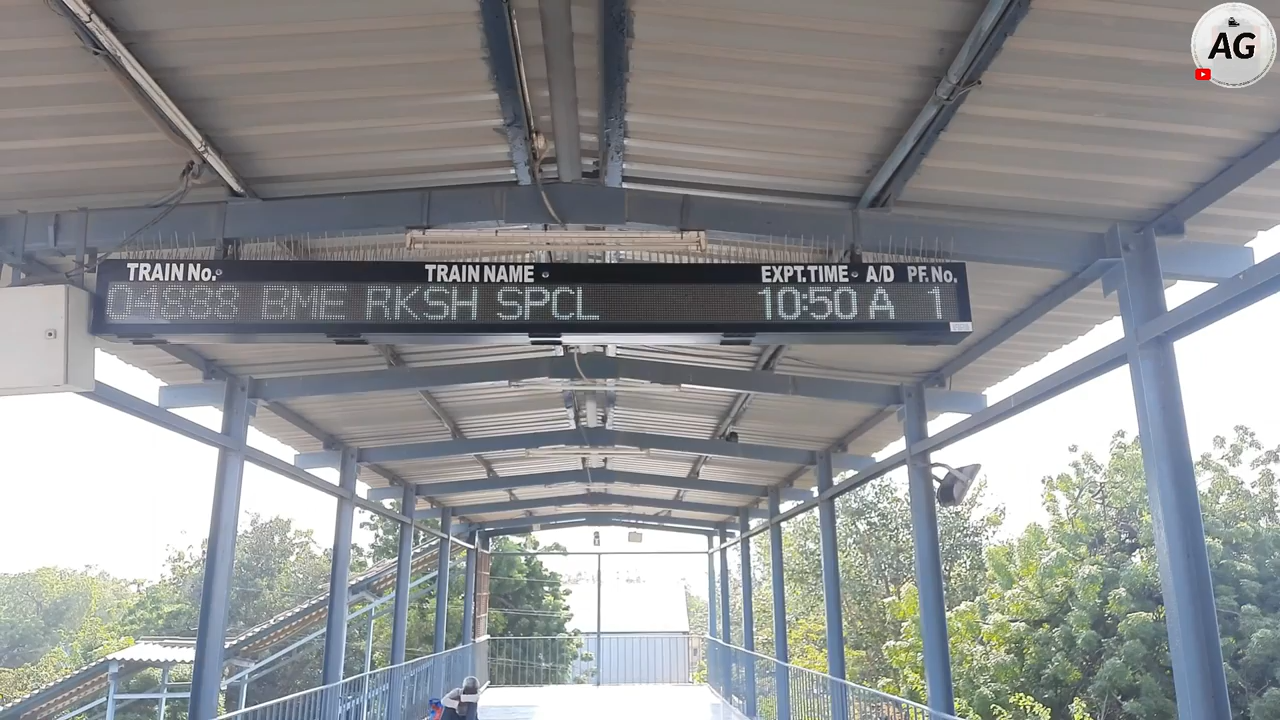 AG
TRAIN No. TRAIN NAME EXPT. TIME A/D PF. No.
04888 BME RKSH SPCL 10:50 A 1